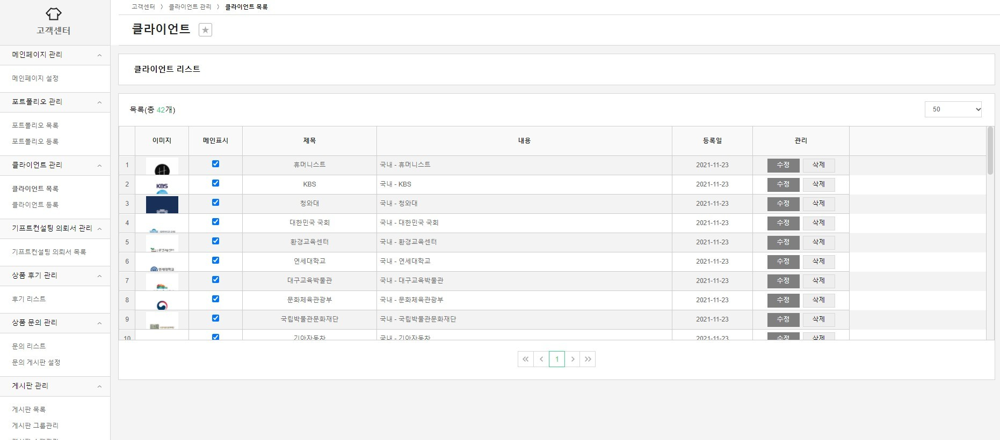 고객센터 > 클라이언트 관리 > 클라이언트 목록
클라이언트
고객센터
메인페이지 관리
메인페이지 설정
포트폴리오 관리
포트폴리오 목록
포트폴리오 등록
클라이언트 관리
클라이언트 목록
클라이언트 등록
기프트컨설팅 의뢰서 관리
기프트컨설팅 의뢰서 목록
상품 후기 관리
후기 리스트
상품 문의 관리
문의 리스트
문의 게시판 설정
게시판 관리
게시판 목록
게시판 그룹관리
클라이언트 리스트
목록(총 42개)
50
이미지 메인표시 제목 내용 등록일 관리
1 휴머니스트 국내 - 휴머니스트 2021-11-23 수정 삭제
2 KBS KBS 국내 - KBS 2021-11-23 수정 삭제
3 청와대 국내 - 청와대 2021-11-23 수정 삭제
4 대한민국 국회 국내 - 대한민국 국회 2021-11-23 수정 삭제
5 환경교육센터 국내 - 환경교육센터 2021-11-23 수정 삭제
6 연세대학교 연세대학교 국내 - 연세대학교 2021-11-23 수정 삭제
7 대구교육박물관 국내 - 대구교육박물관 2021-11-23 수정 삭제
8 문화체육관광부 국내 - 문화체육관광부 2021-11-23 수정 삭제
9 국립박물관문화재단 국내 - 국립박물관문화재단 2021-11-23 수정 삭제
10 기아자동차 국내 - 기아자동차 2021-11-23 수정 삭제
1